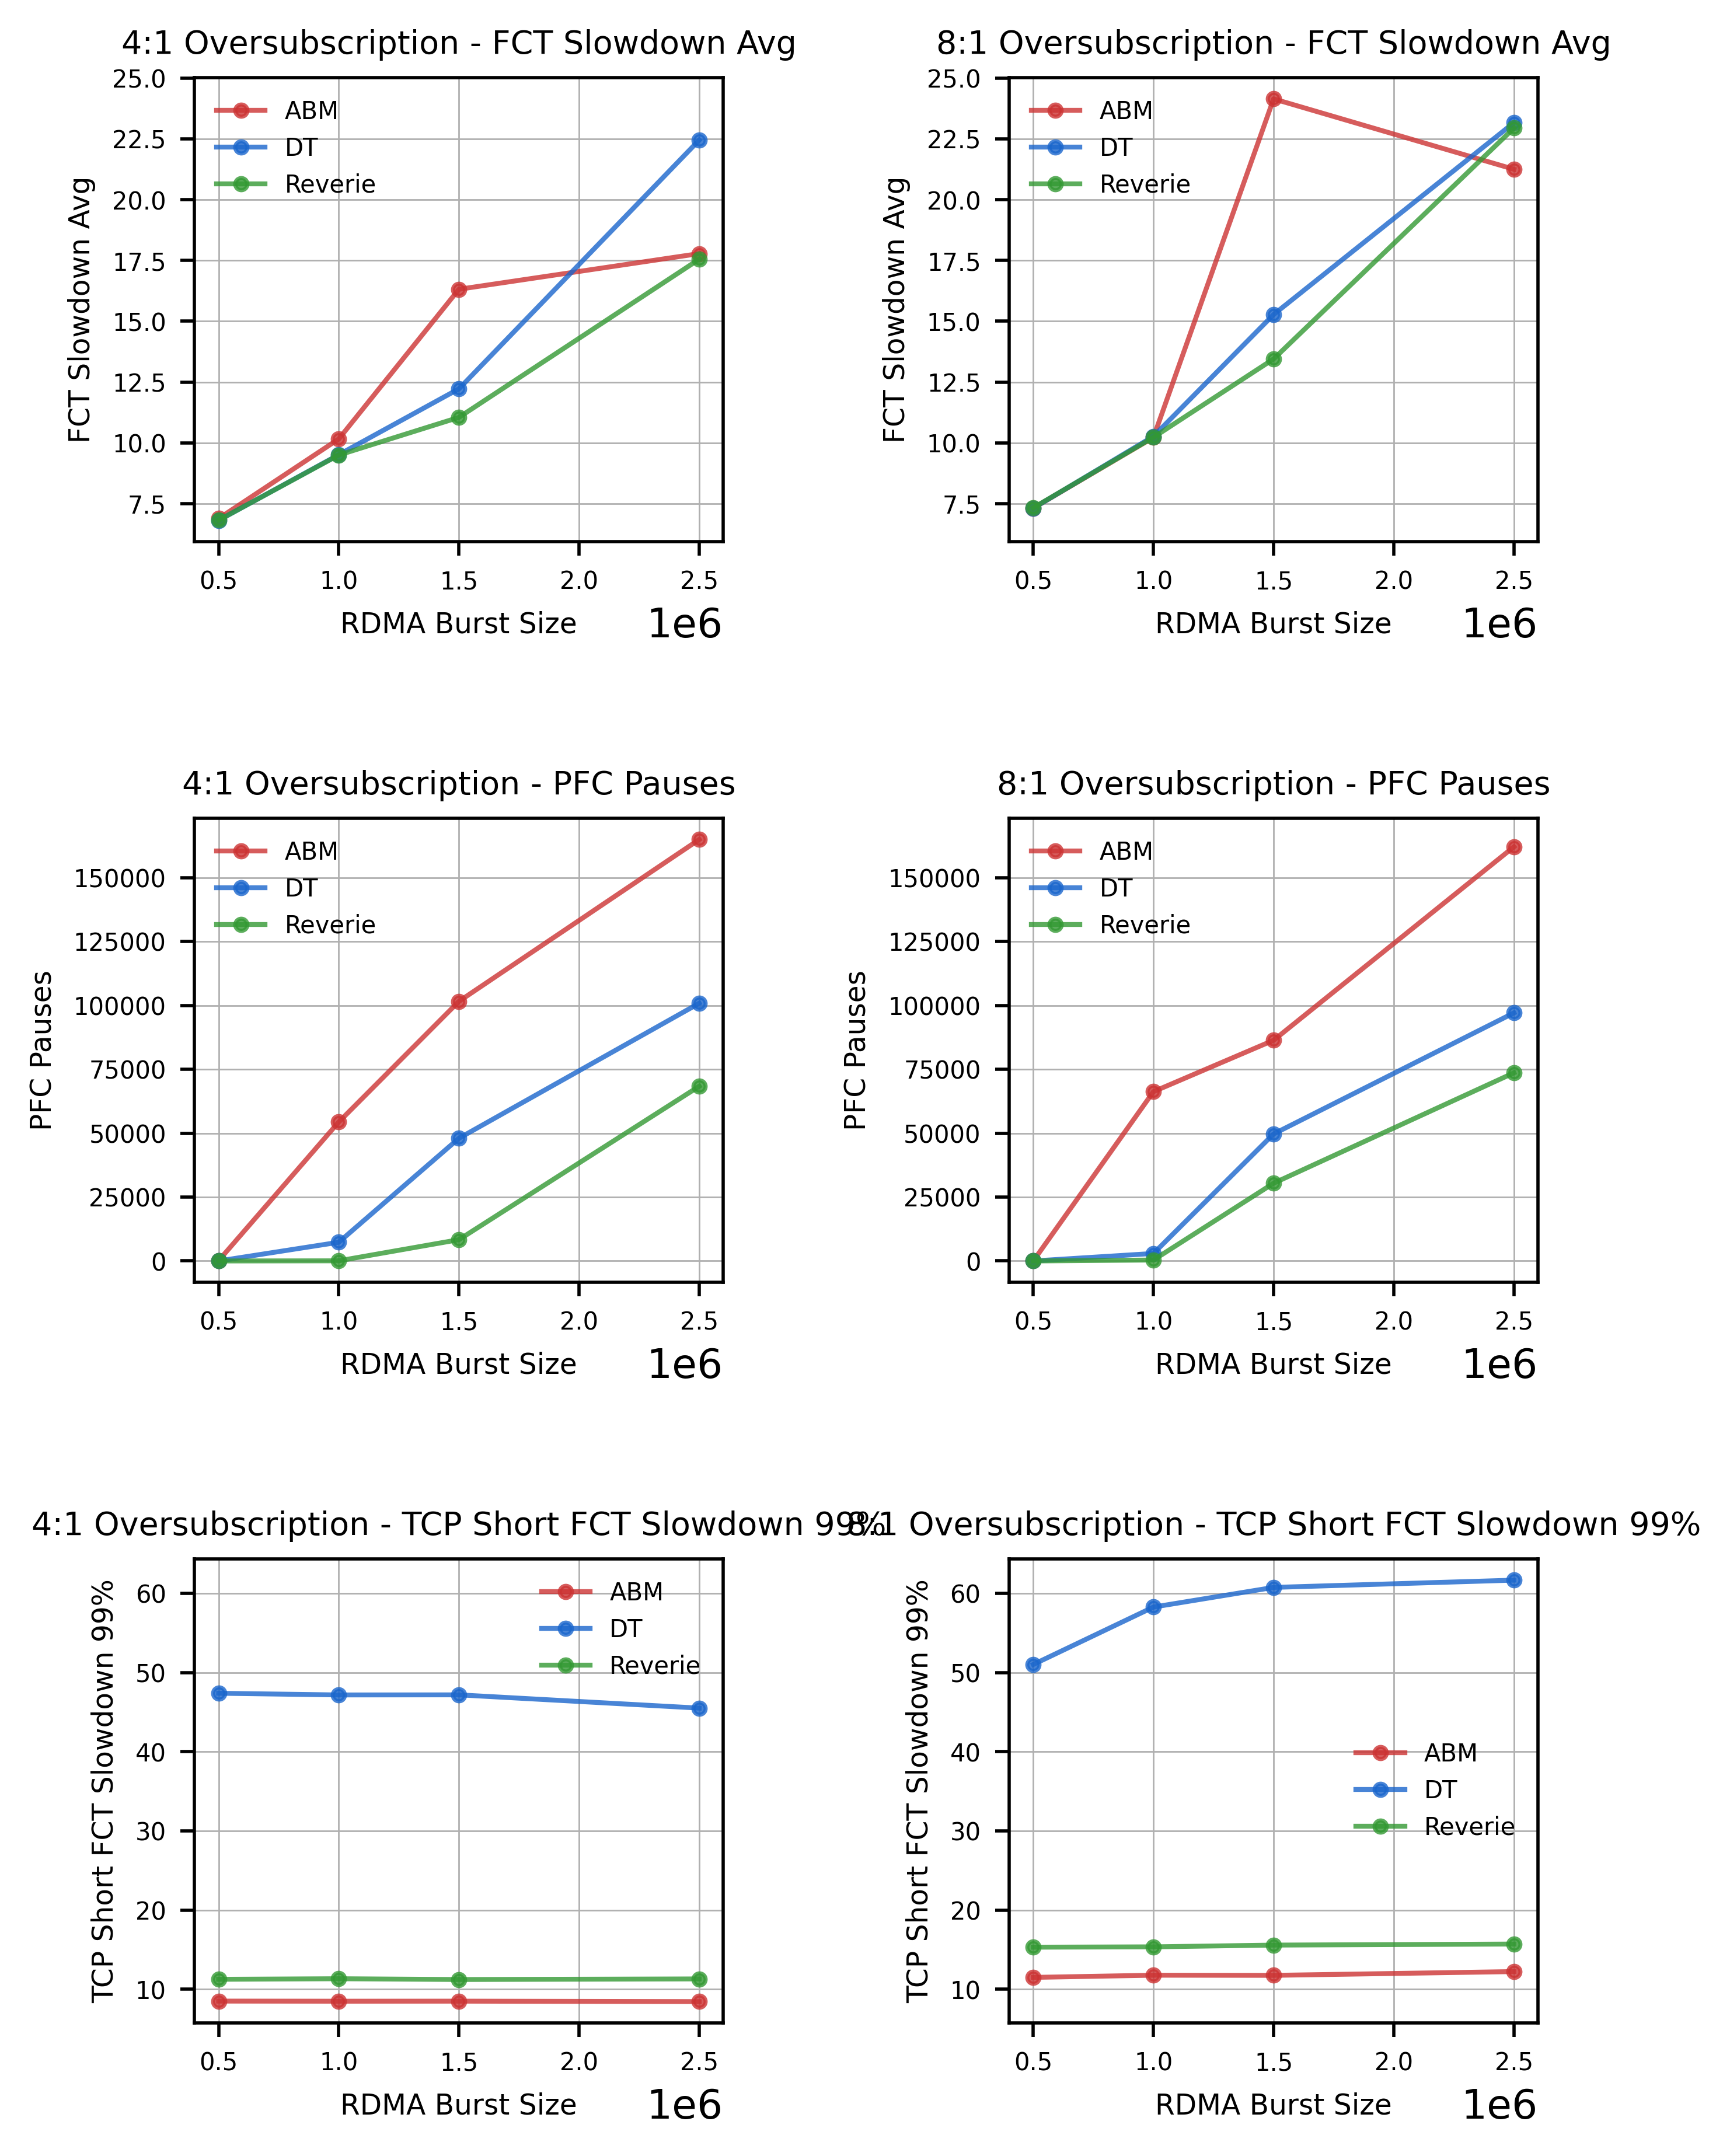 4:1 Oversubscription - FCT Slowdown Avg
25.0
22.5
20.0
17.5
15.0
12.5
10.0
7.5
FCT Slowdown Avg
ABM
DT
Reverie
0.5 1.0 1.5 2.0 2.5
RDMA Burst Size 1e6
8:1 Oversubscription - FCT Slowdown Avg
25.0
22.5
20.0
17.5
15.0
12.5
10.0
7.5
FCT Slowdown Avg
ABM
DT
Reverie
0.5 1.0 1.5 2.0 2.5
RDMA Burst Size 1e6
4:1 Oversubscription - PFC Pauses
150000
125000
100000
75000
50000
25000
0
PFC Pauses
ABM
DT
Reverie
0.5 1.0 1.5 2.0 2.5
RDMA Burst Size 1e6
8:1 Oversubscription - PFC Pauses
150000
125000
100000
75000
50000
25000
0
PFC Pauses
ABM
DT
Reverie
0.5 1.0 1.5 2.0 2.5
RDMA Burst Size 1e6
4:1 Oversubscription - TCP Short FCT Slowdown 99%
60
50
40
30
20
10
TCP Short FCT Slowdown 99%
ABM
DT
Reverie
0.5 1.0 1.5 2.0 2.5
RDMA Burst Size 1e6
8:1 Oversubscription - TCP Short FCT Slowdown 99%
60
50
40
30
20
10
TCP Short FCT Slowdown 99%
ABM
DT
Reverie
0.5 1.0 1.5 2.0 2.5
RDMA Burst Size 1e6